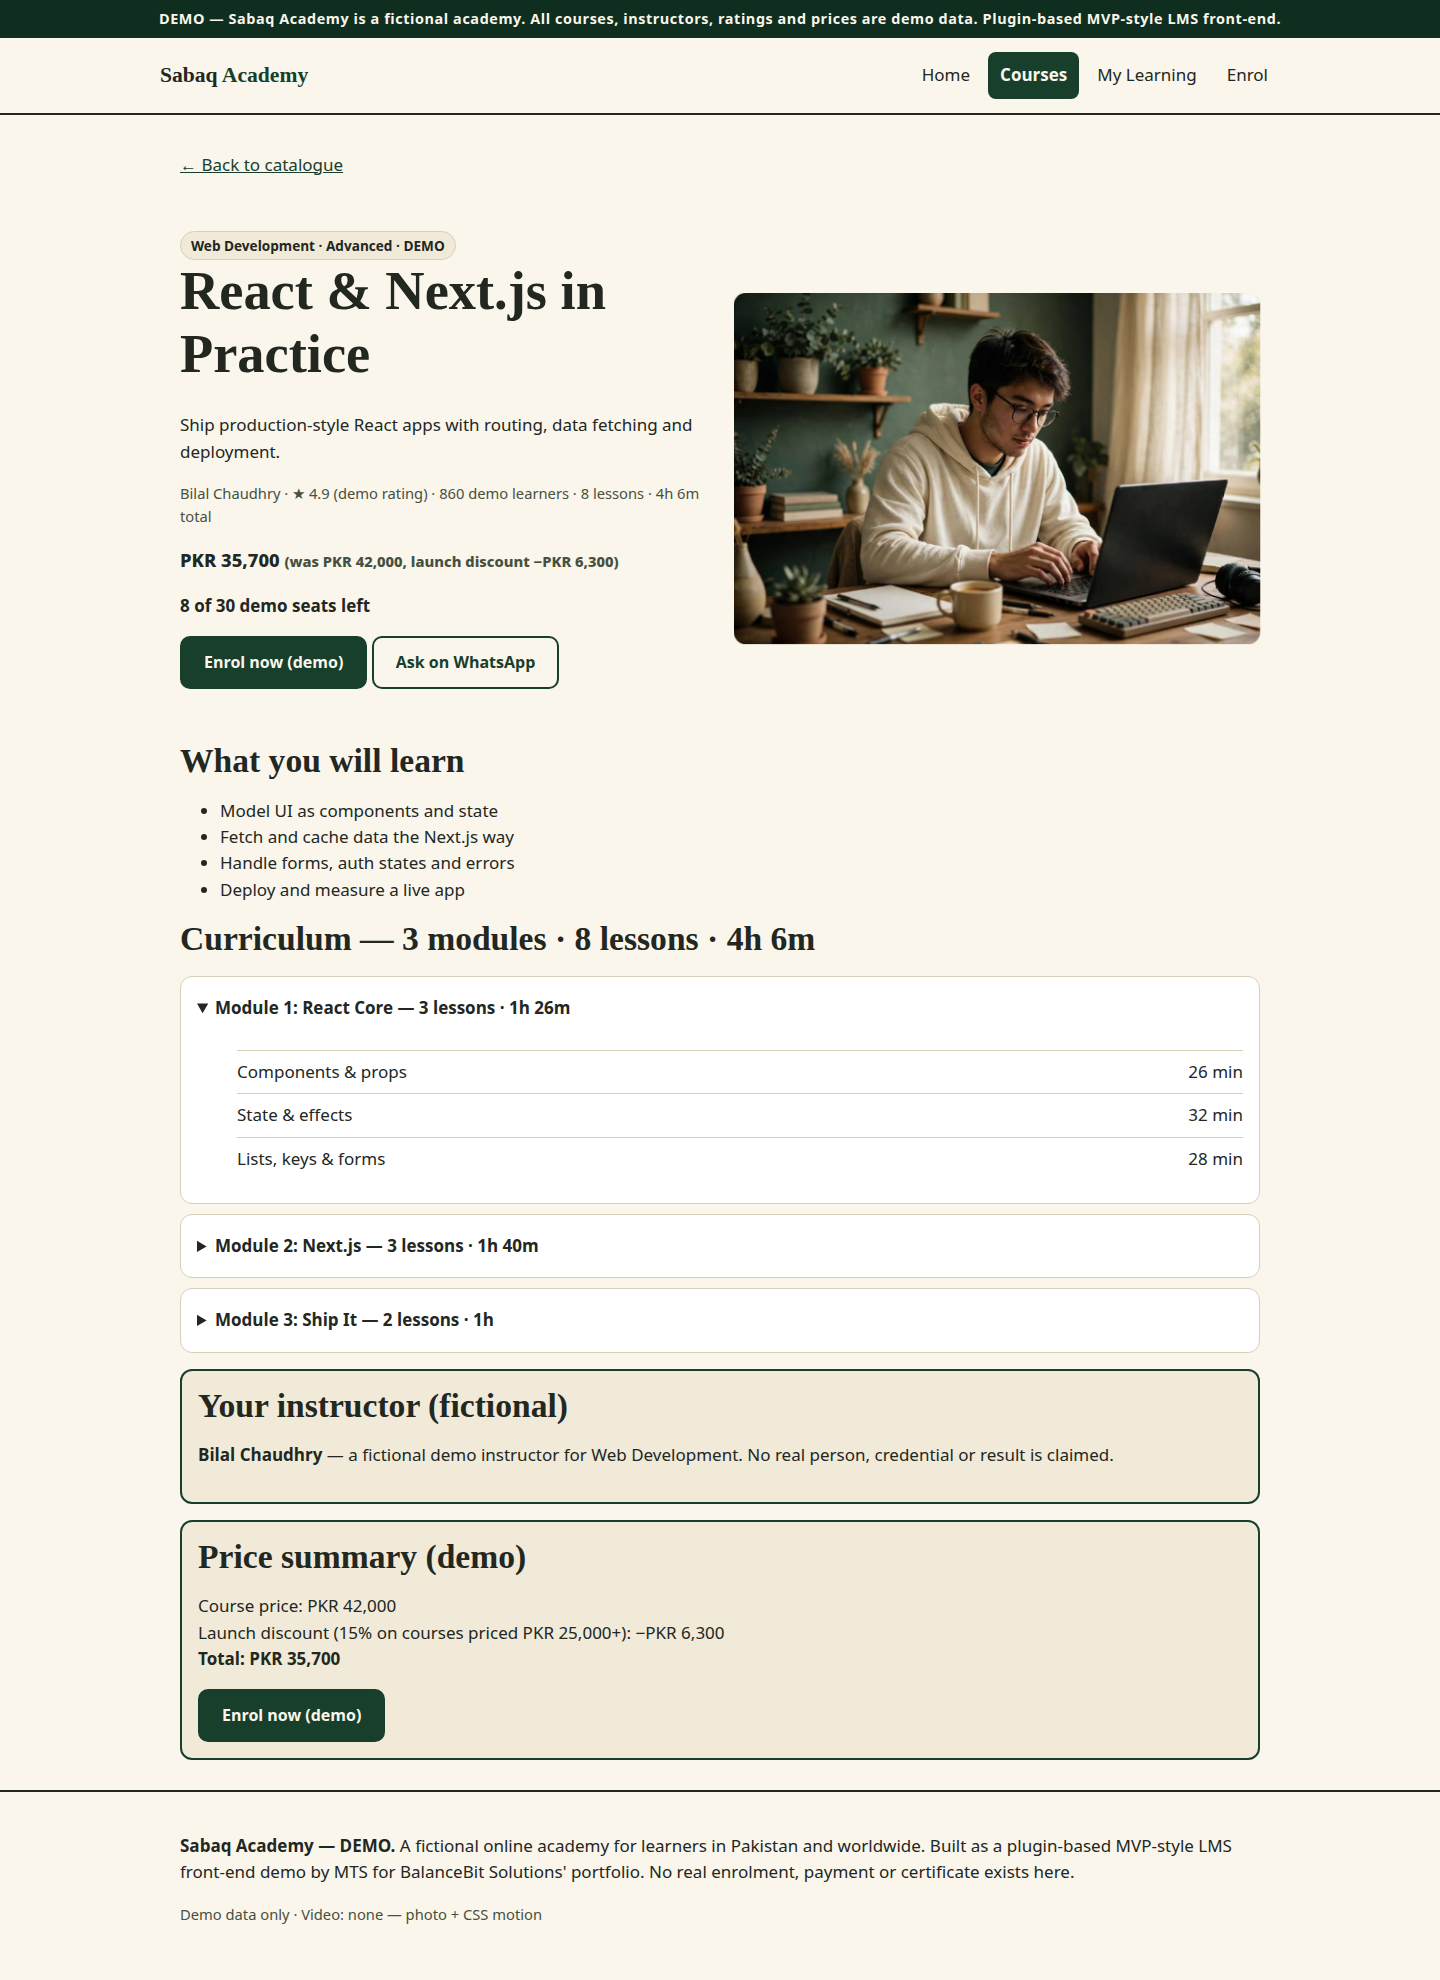 DEMO — Sabaq Academy is a fictional academy. All courses, instructors, ratings and prices are demo data. Plugin-based MVP-style LMS front-end.
Sabaq Academy
Home
Courses
My Learning
Enrol
← Back to catalogue
Web Development · Advanced · DEMO
React & Next.js in
Practice
Ship production-style React apps with routing, data fetching and
deployment.
Bilal Chaudhry · ★ 4.9 (demo rating) · 860 demo learners · 8 lessons · 4h 6m
total
PKR 35,700 (was PKR 42,000, launch discount −PKR 6,300)
8 of 30 demo seats left
Enrol now (demo)
Ask on WhatsApp
What you will learn
• Model UI as components and state
• Fetch and cache data the Next.js way
• Handle forms, auth states and errors
• Deploy and measure a live app
Curriculum — 3 modules · 8 lessons · 4h 6m
▼ Module 1: React Core — 3 lessons · 1h 26m
Components & props 26 min
State & effects 32 min
Lists, keys & forms 28 min
▶ Module 2: Next.js — 3 lessons · 1h 40m
▶ Module 3: Ship It — 2 lessons · 1h
Your instructor (fictional)
Bilal Chaudhry — a fictional demo instructor for Web Development. No real person, credential or result is claimed.
Price summary (demo)
Course price: PKR 42,000
Launch discount (15% on courses priced PKR 25,000+): −PKR 6,300
Total: PKR 35,700
Enrol now (demo)
Sabaq Academy — DEMO. A fictional online academy for learners in Pakistan and worldwide. Built as a plugin-based MVP-style LMS
front-end demo by MTS for BalanceBit Solutions' portfolio. No real enrolment, payment or certificate exists here.
Demo data only · Video: none — photo + CSS motion